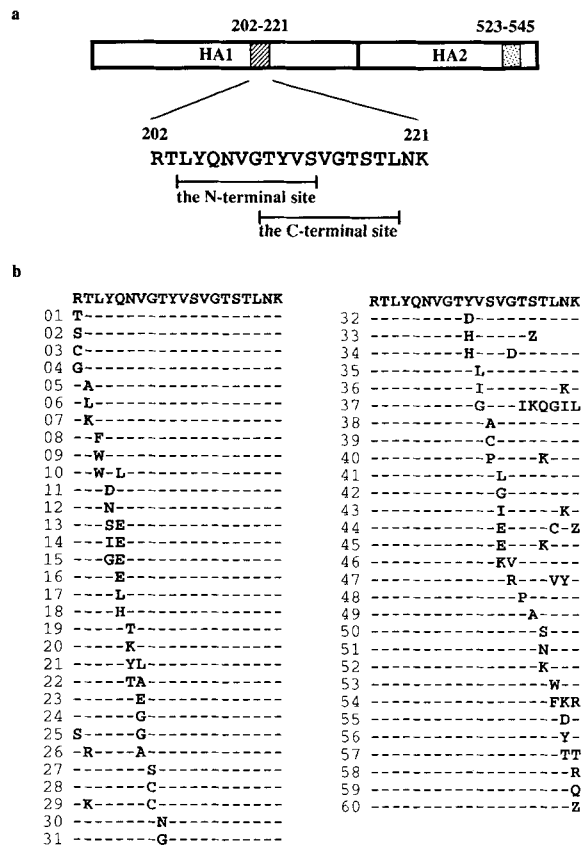 a
202-221 523-545
HA1 HA2
202 221
RTLYQNVGTYVSVGTSTLNK
the N-terminal site
the C-terminal site
b
RTLYQNVGTYVSVGTSTLNK
01 T-------------------
02 S-------------------
03 C-------------------
04 G-------------------
05 -A------------------
06 -L------------------
07 -K------------------
08 --F-----------------
09 --W-----------------
10 --W-L---------------
11 ---D----------------
12 ---N----------------
13 ---SE---------------
14 ---IE---------------
15 ---GE---------------
16 ----E---------------
17 ----L---------------
18 ----H---------------
19 -----T--------------
20 -----K--------------
21 -----YL-------------
22 -----TA-------------
23 ------E-------------
24 ------G-------------
25 S-----G-------------
26 -R----A-------------
27 -------S------------
28 -------C------------
29 -K-----C------------
30 --------N-----------
31 --------G-----------
RTLYQNVGTYVSVGTSTLNK
32 ---------D----------
33 ---------H-----Z----
34 ---------H---D------
35 ----------L---------
36 ----------I-------K-
37 ----------G---IKQGIL
38 -----------A--------
39 -----------C--------
40 -----------P----K---
41 ------------L-------
42 ------------G-------
43 ------------I-----K-
44 ------------E----C-Z
45 ------------E---K---
46 ------------KV------
47 -------------R---VY-
48 --------------P-----
49 ---------------A----
50 ----------------S---
51 ----------------N---
52 ----------------K---
53 -----------------W--
54 -----------------FKR
55 ------------------D-
56 ------------------Y-
57 ------------------TT
58 -------------------R
59 -------------------Q
60 -------------------Z